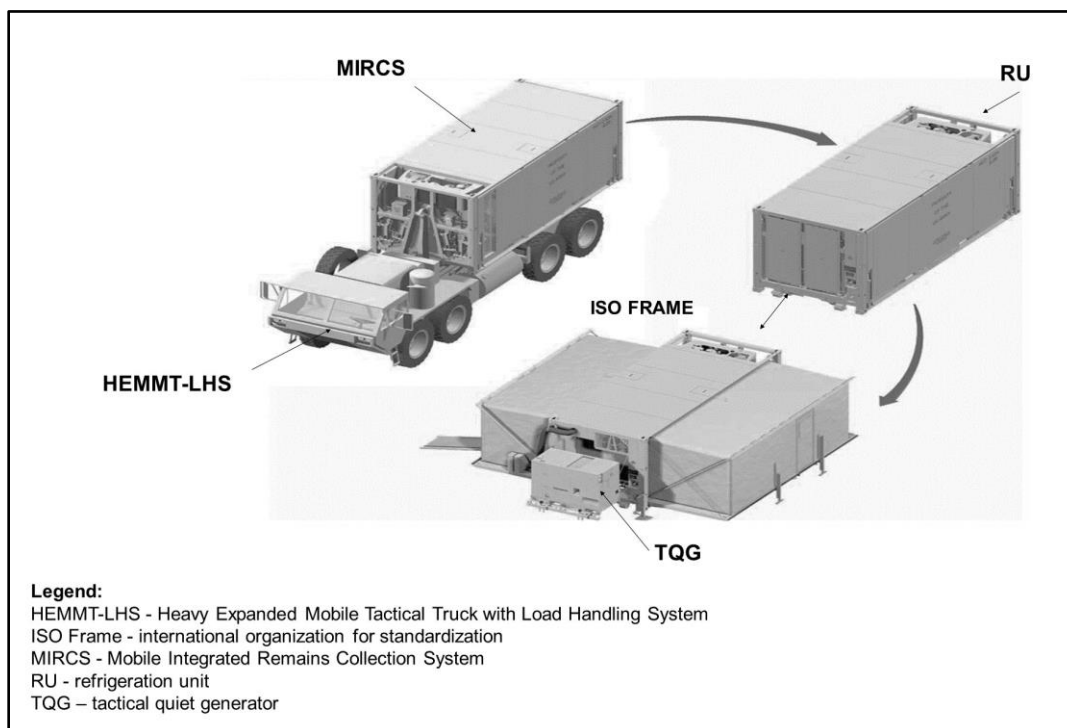 MIRCS
RU
ISO FRAME
HEMMT-LHS
TQG
Legend:
HEMMT-LHS - Heavy Expanded Mobile Tactical Truck with Load Handling System
ISO Frame - international organization for standardization
MIRCS - Mobile Integrated Remains Collection System
RU - refrigeration unit
TQG – tactical quiet generator